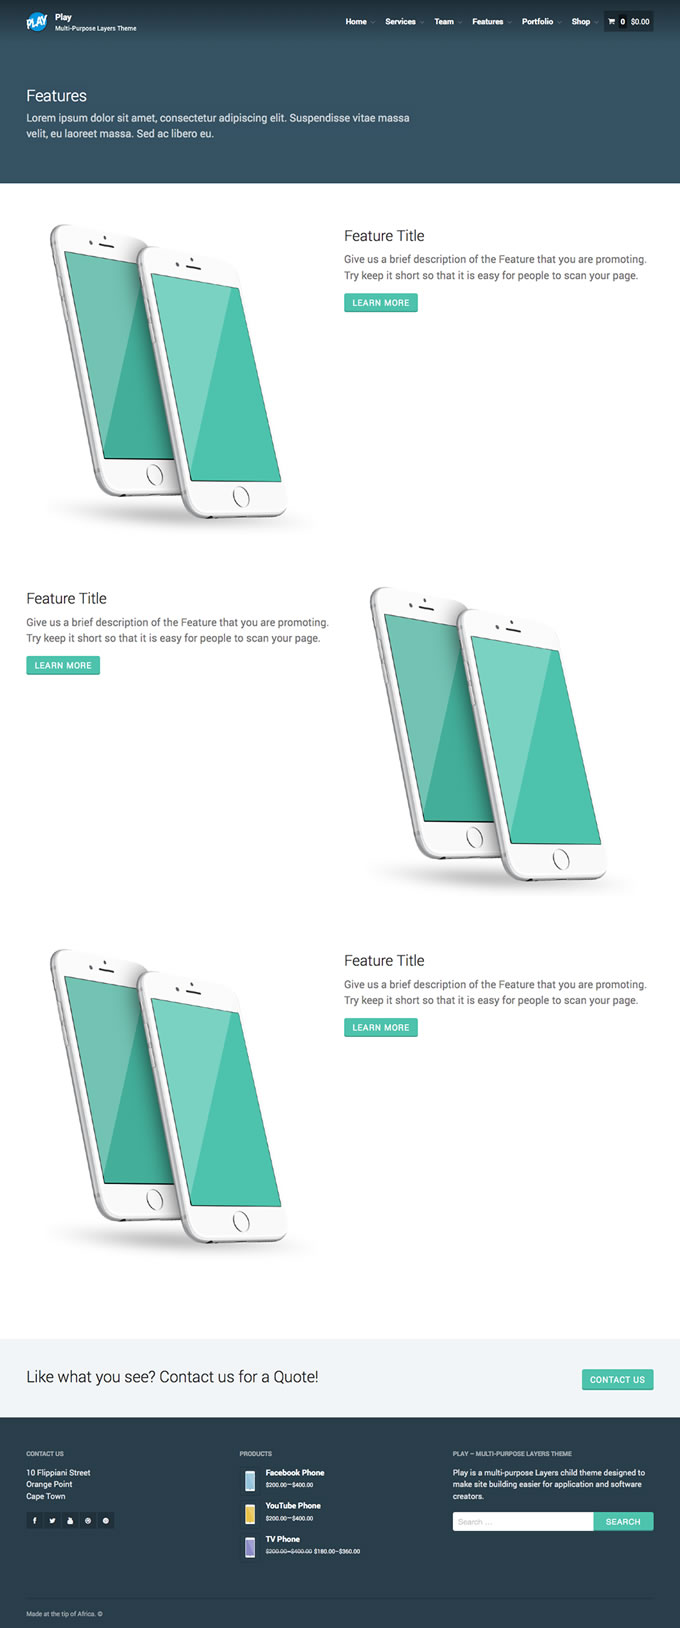 PLAY
Play
Multi-Purpose Layers Theme
Home Services Team Features Portfolio Shop 0 $0.00
Features
Lorem ipsum dolor sit amet, consectetur adipiscing elit. Suspendisse vitae massa
velit, eu laoreet massa. Sed ac libero eu.
Feature Title
Give us a brief description of the Feature that you are promoting.
Try keep it short so that it is easy for people to scan your page.
LEARN MORE
Feature Title
Give us a brief description of the Feature that you are promoting.
Try keep it short so that it is easy for people to scan your page.
LEARN MORE
Feature Title
Give us a brief description of the Feature that you are promoting.
Try keep it short so that it is easy for people to scan your page.
LEARN MORE
Like what you see? Contact us for a Quote!
CONTACT US
CONTACT US
10 Flippiani Street
Orange Point
Cape Town
PRODUCTS
Facebook Phone
$200.00–$400.00
YouTube Phone
$200.00–$400.00
TV Phone
$200.00–$400.00 $180.00–$360.00
PLAY – MULTI-PURPOSE LAYERS THEME
Play is a multi-purpose Layers child theme designed to
make site building easier for application and software
creators.
Search …
SEARCH
Made at the tip of Africa. ©